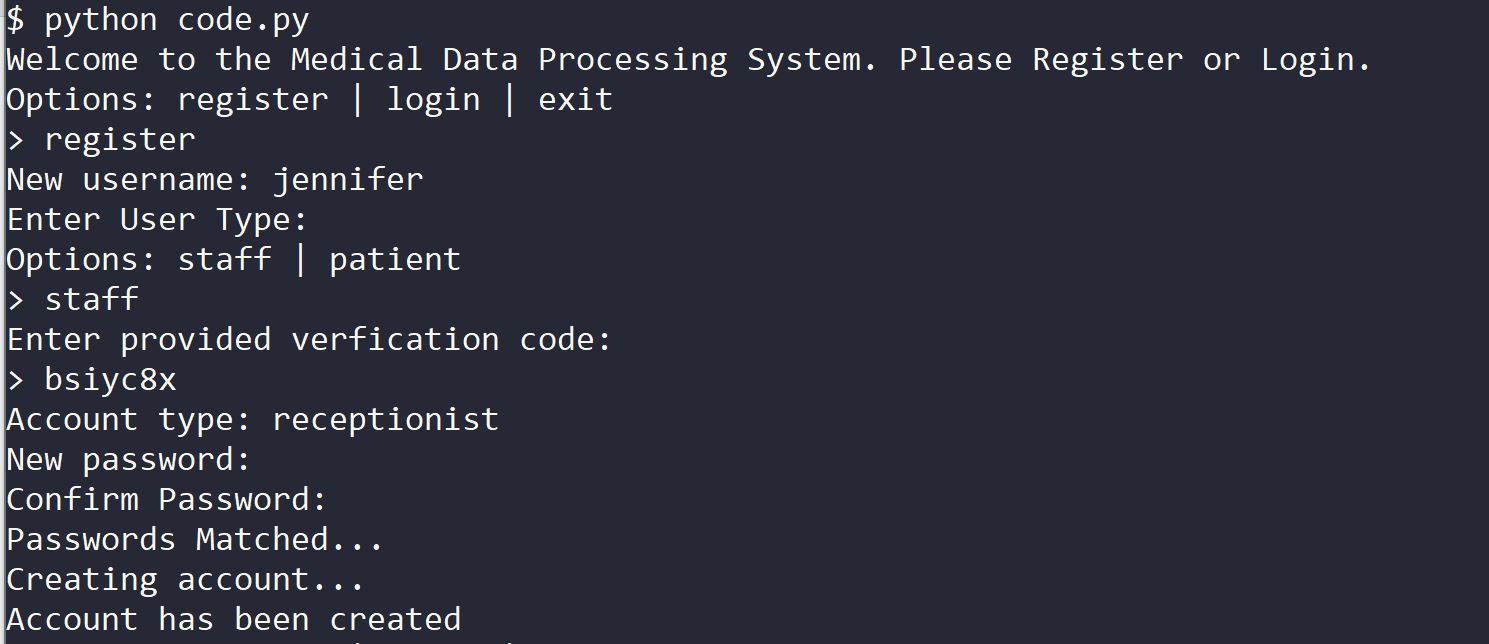 $ python code.py
Welcome to the Medical Data Processing System. Please Register or Login.
Options: register | login | exit
> register
New username: jennifer
Enter User Type:
Options: staff | patient
> staff
Enter provided verfication code:
> bsiyc8x
Account type: receptionist
New password:
Confirm Password:
Passwords Matched...
Creating account...
Account has been created